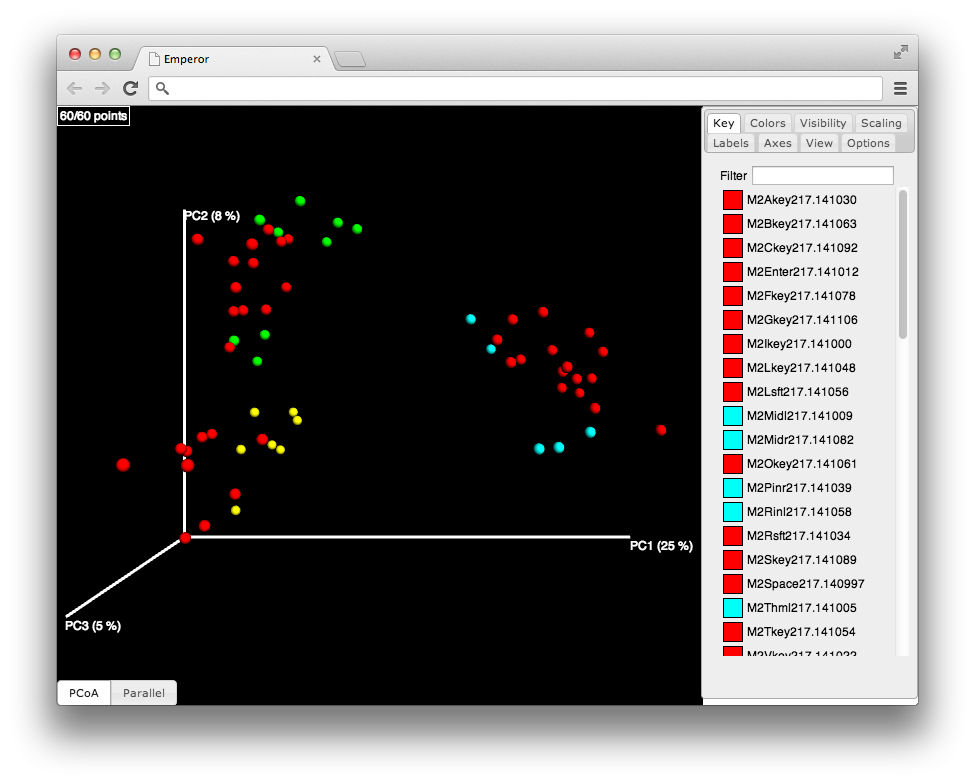 Emperor
60/60 points
PC2 (8 %)
PC1 (25 %)
PC3 (5 %)
PCoA Parallel
Key Colors Visibility Scaling
Labels Axes View Options
Filter
M2Akey217.141030
M2Bkey217.141063
M2Ckey217.141092
M2Enter217.141012
M2Fkey217.141078
M2Gkey217.141106
M2Ikey217.141000
M2Lkey217.141048
M2Lsft217.141056
M2Midl217.141009
M2Midr217.141082
M2Okey217.141061
M2Pinr217.141039
M2Rinl217.141058
M2Rsft217.141034
M2Skey217.141089
M2Space217.140997
M2Thml217.141005
M2Tkey217.141054